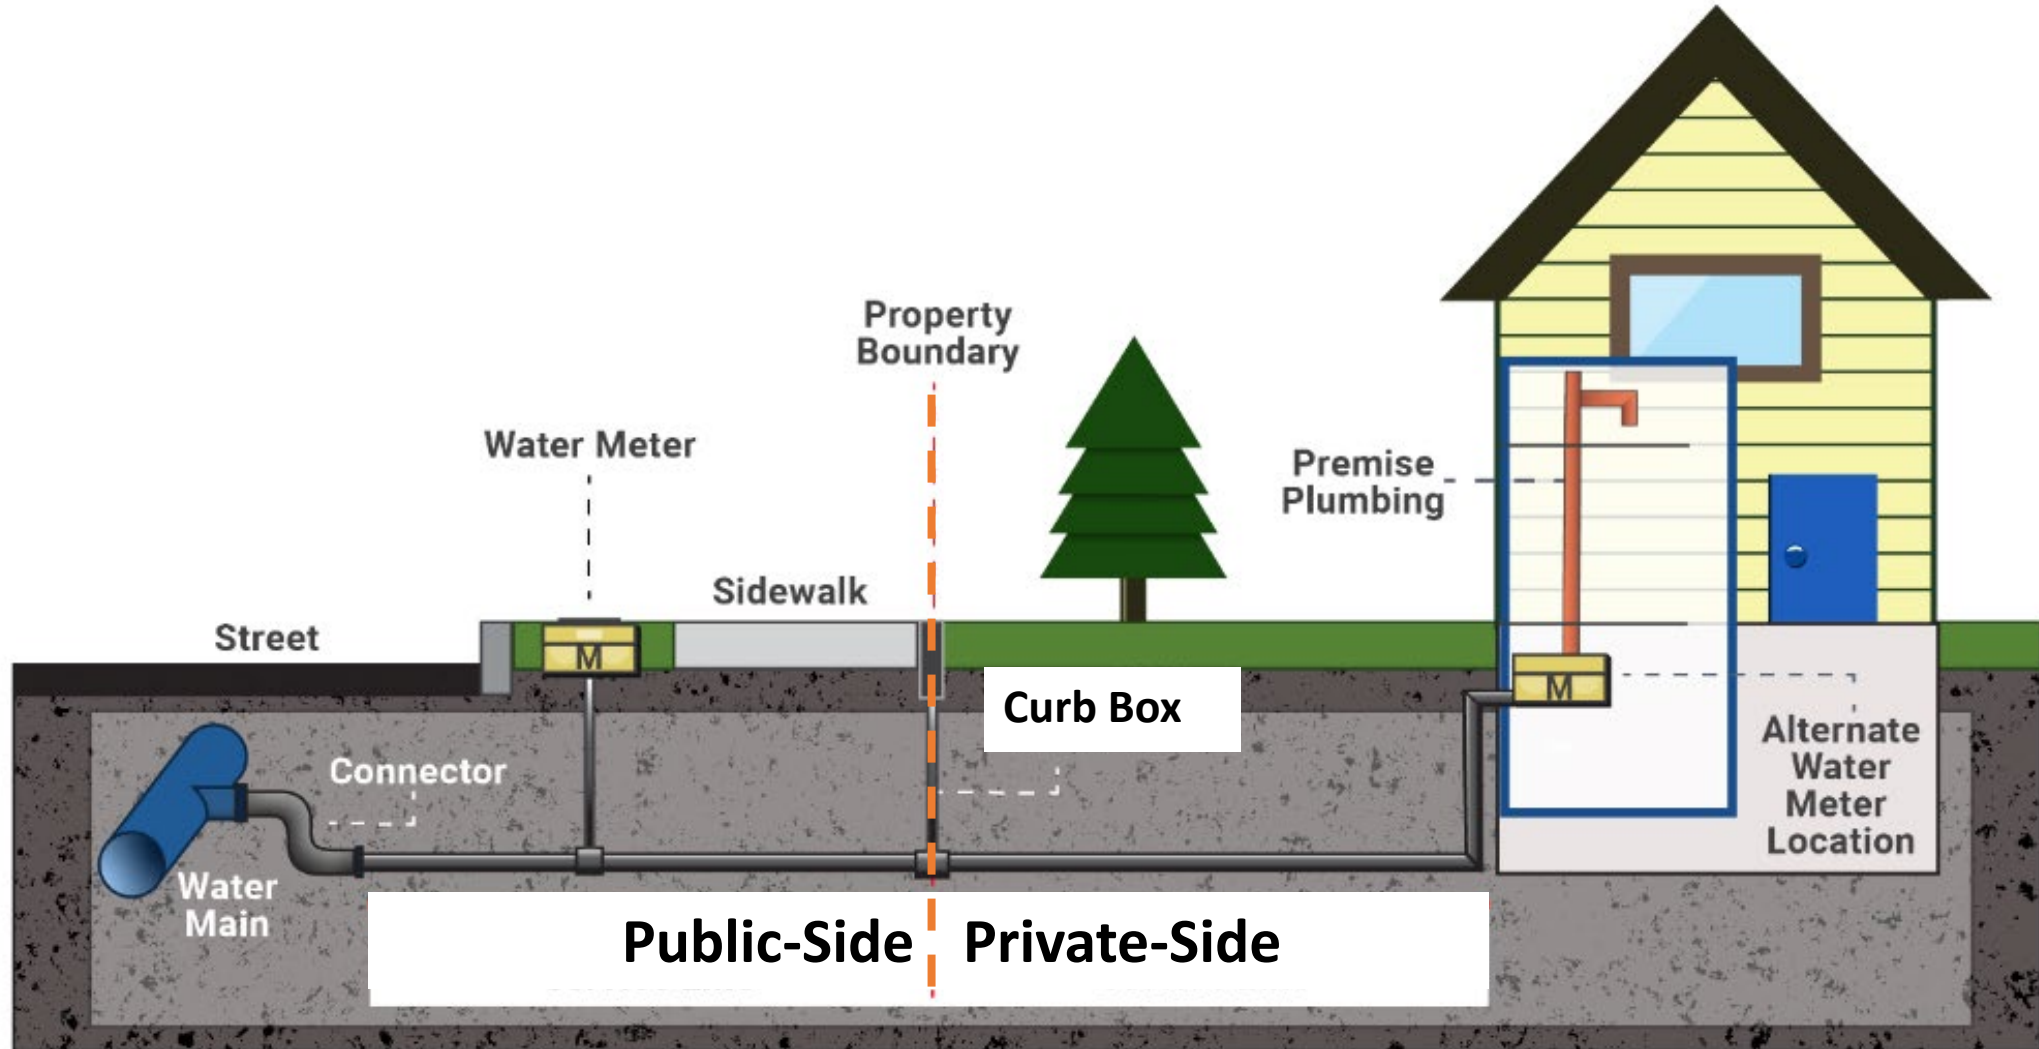 Property
Boundary
Water Meter
Premise
Plumbing
Sidewalk
Street
M
M
Curb Box
Connector
Alternate
Water
Meter
Location
Water
Main
Public-Side
Private-Side